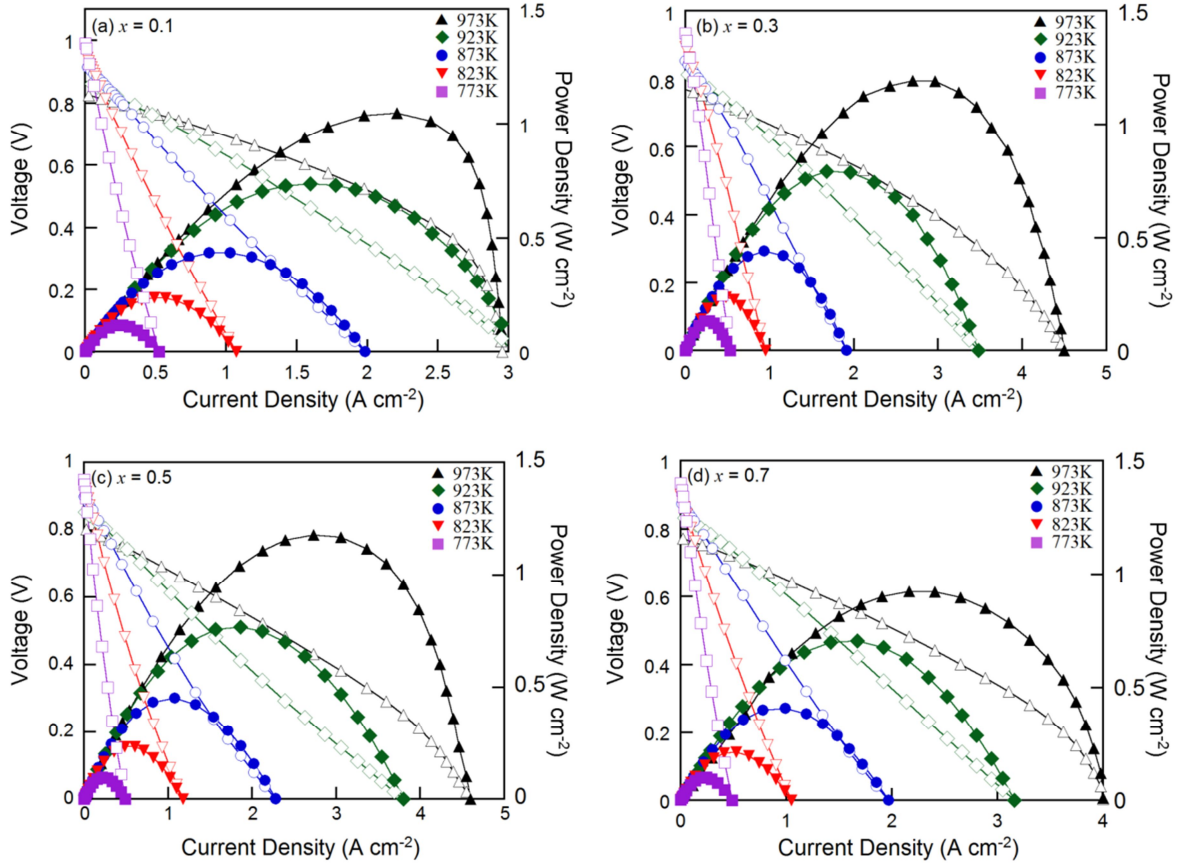 (a) x = 0.1
973K
923K
873K
823K
773K
1
0.8
0.6
0.4
0.2
0
Voltage (V)
1.5
1
0.5
0
Power Density (W cm-2)
0 0.5 1 1.5 2 2.5 3
Current Density (A cm-2)
(b) x = 0.3
973K
923K
873K
823K
773K
1
0.8
0.6
0.4
0.2
0
Voltage (V)
1.5
1
0.5
0
Power Density (W cm-2)
0 1 2 3 4 5
Current Density (A cm-2)
(c) x = 0.5
973K
923K
873K
823K
773K
1
0.8
0.6
0.4
0.2
0
Voltage (V)
1.5
1
0.5
0
Power Density (W cm-2)
0 1 2 3 4 5
Current Density (A cm-2)
(d) x = 0.7
973K
923K
873K
823K
773K
1
0.8
0.6
0.4
0.2
0
Voltage (V)
1.5
1
0.5
0
Power Density (W cm-2)
0 1 2 3 4
Current Density (A cm-2)